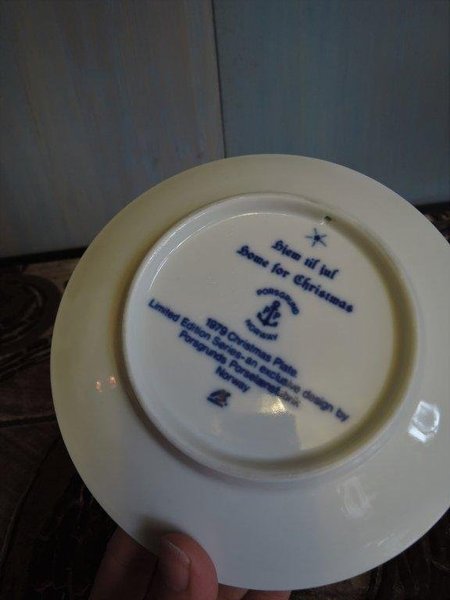 Hjem til jul
Home for Christmas
PORSGRUND
NORWAY
1979 Christmas Plate
Limited Edition Series - an exclusive design by
Porsgrunds Porselænsfabrik
Norway